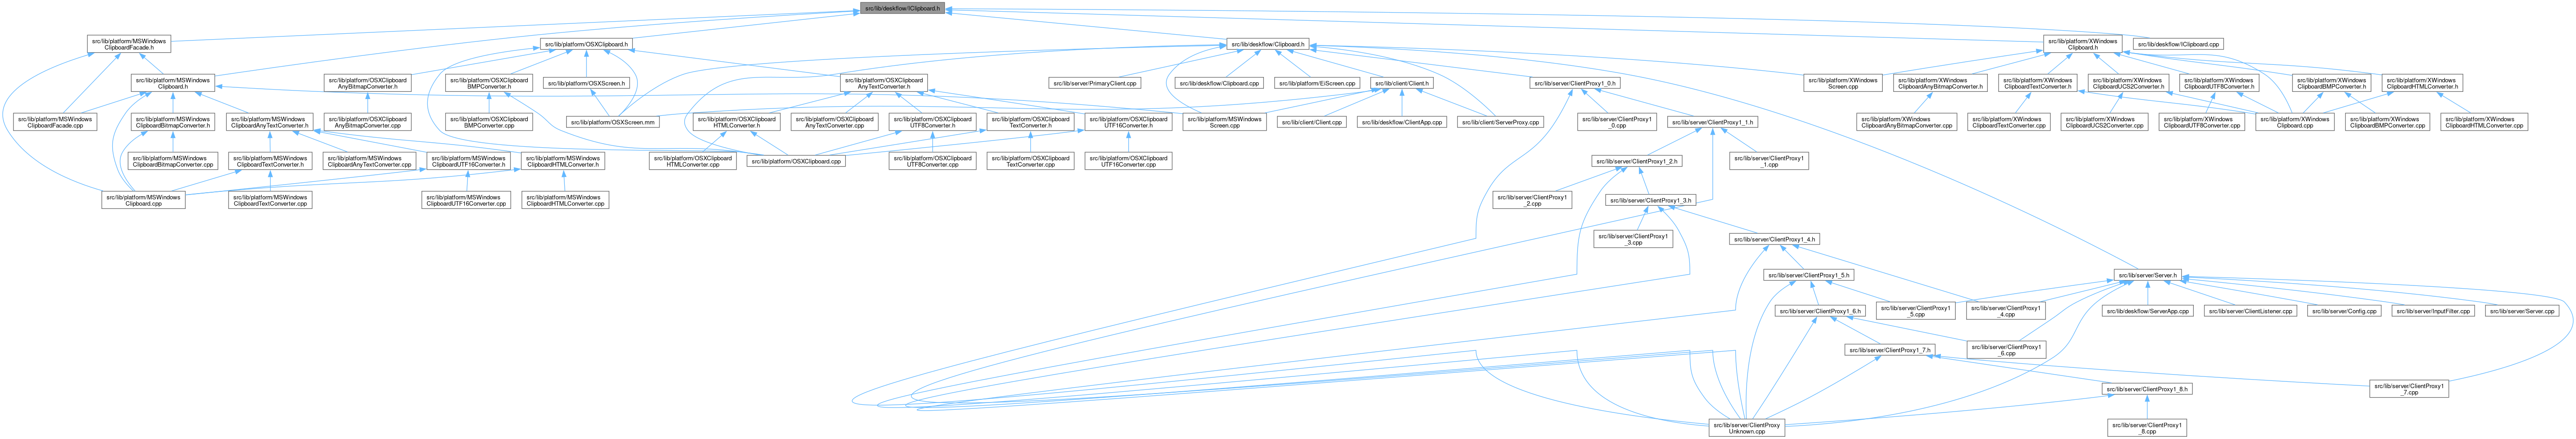 src/lib/deskflow/IClipboard.h
src/lib/platform/MSWindows
ClipboardFacade.h
src/lib/platform/OSXClipboard.h
src/lib/deskflow/Clipboard.h
src/lib/platform/XWindows
Clipboard.h
src/lib/deskflow/IClipboard.cpp
src/lib/platform/MSWindows
Clipboard.h
src/lib/platform/OSXClipboard
AnyBitmapConverter.h
src/lib/platform/OSXClipboard
BMPConverter.h
src/lib/platform/OSXScreen.h
src/lib/platform/OSXClipboard
AnyTextConverter.h
src/lib/server/PrimaryClient.cpp
src/lib/deskflow/Clipboard.cpp
src/lib/platform/EiScreen.cpp
src/lib/client/Client.h
src/lib/server/ClientProxy1_0.h
src/lib/platform/XWindows
Screen.cpp
src/lib/platform/XWindows
ClipboardAnyBitmapConverter.h
src/lib/platform/XWindows
ClipboardTextConverter.h
src/lib/platform/XWindows
ClipboardUCS2Converter.h
src/lib/platform/XWindows
ClipboardUTF8Converter.h
src/lib/platform/XWindows
ClipboardBMPConverter.h
src/lib/platform/XWindows
ClipboardHTMLConverter.h
src/lib/platform/MSWindows
ClipboardFacade.cpp
src/lib/platform/MSWindows
ClipboardBitmapConverter.h
src/lib/platform/MSWindows
ClipboardAnyTextConverter.h
src/lib/platform/OSXClipboard
AnyBitmapConverter.cpp
src/lib/platform/OSXClipboard
BMPConverter.cpp
src/lib/platform/OSXScreen.mm
src/lib/platform/OSXClipboard
HTMLConverter.h
src/lib/platform/OSXClipboard
AnyTextConverter.cpp
src/lib/platform/OSXClipboard
UTF8Converter.h
src/lib/platform/OSXClipboard
TextConverter.h
src/lib/platform/OSXClipboard
UTF16Converter.h
src/lib/platform/MSWindows
Screen.cpp
src/lib/client/Client.cpp
src/lib/deskflow/ClientApp.cpp
src/lib/client/ServerProxy.cpp
src/lib/server/ClientProxy1
_0.cpp
src/lib/server/ClientProxy1_1.h
src/lib/platform/XWindows
ClipboardAnyBitmapConverter.cpp
src/lib/platform/XWindows
ClipboardTextConverter.cpp
src/lib/platform/XWindows
ClipboardUCS2Converter.cpp
src/lib/platform/XWindows
ClipboardUTF8Converter.cpp
src/lib/platform/XWindows
Clipboard.cpp
src/lib/platform/XWindows
ClipboardBMPConverter.cpp
src/lib/platform/XWindows
ClipboardHTMLConverter.cpp
src/lib/platform/MSWindows
ClipboardBitmapConverter.cpp
src/lib/platform/MSWindows
ClipboardTextConverter.h
src/lib/platform/MSWindows
ClipboardAnyTextConverter.cpp
src/lib/platform/MSWindows
ClipboardUTF16Converter.h
src/lib/platform/MSWindows
ClipboardHTMLConverter.h
src/lib/platform/OSXClipboard
HTMLConverter.cpp
src/lib/platform/OSXClipboard.cpp
src/lib/platform/OSXClipboard
UTF8Converter.cpp
src/lib/platform/OSXClipboard
TextConverter.cpp
src/lib/platform/OSXClipboard
UTF16Converter.cpp
src/lib/server/ClientProxy1_2.h
src/lib/server/ClientProxy1
_1.cpp
src/lib/platform/MSWindows
Clipboard.cpp
src/lib/platform/MSWindows
ClipboardTextConverter.cpp
src/lib/platform/MSWindows
ClipboardUTF16Converter.cpp
src/lib/platform/MSWindows
ClipboardHTMLConverter.cpp
src/lib/server/ClientProxy1
_2.cpp
src/lib/server/ClientProxy1_3.h
src/lib/server/ClientProxy1
_3.cpp
src/lib/server/ClientProxy1_4.h
src/lib/server/ClientProxy1_5.h
src/lib/server/Server.h
src/lib/server/ClientProxy1_6.h
src/lib/server/ClientProxy1
_5.cpp
src/lib/server/ClientProxy1
_4.cpp
src/lib/deskflow/ServerApp.cpp
src/lib/server/ClientListener.cpp
src/lib/server/Config.cpp
src/lib/server/InputFilter.cpp
src/lib/server/Server.cpp
src/lib/server/ClientProxy1_7.h
src/lib/server/ClientProxy1
_6.cpp
src/lib/server/ClientProxy1_8.h
src/lib/server/ClientProxy1
_7.cpp
src/lib/server/ClientProxy
Unknown.cpp
src/lib/server/ClientProxy1
_8.cpp